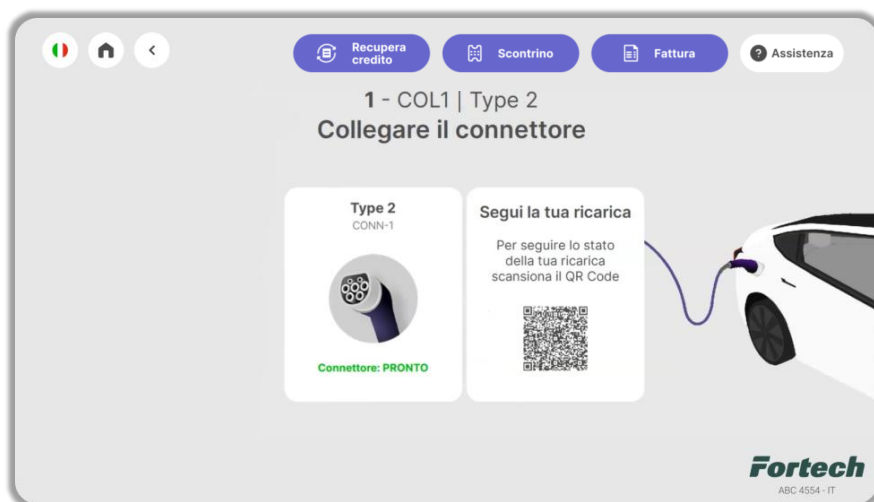 Recupera
credito
Scontrino
Fattura
? Assistenza
1 - COL1 | Type 2
Collegare il connettore
Type 2
CONN-1
Connettore: PRONTO
Segui la tua ricarica
Per seguire lo stato
della tua ricarica
scansiona il QR Code
Fortech
ABC 4554 - IT